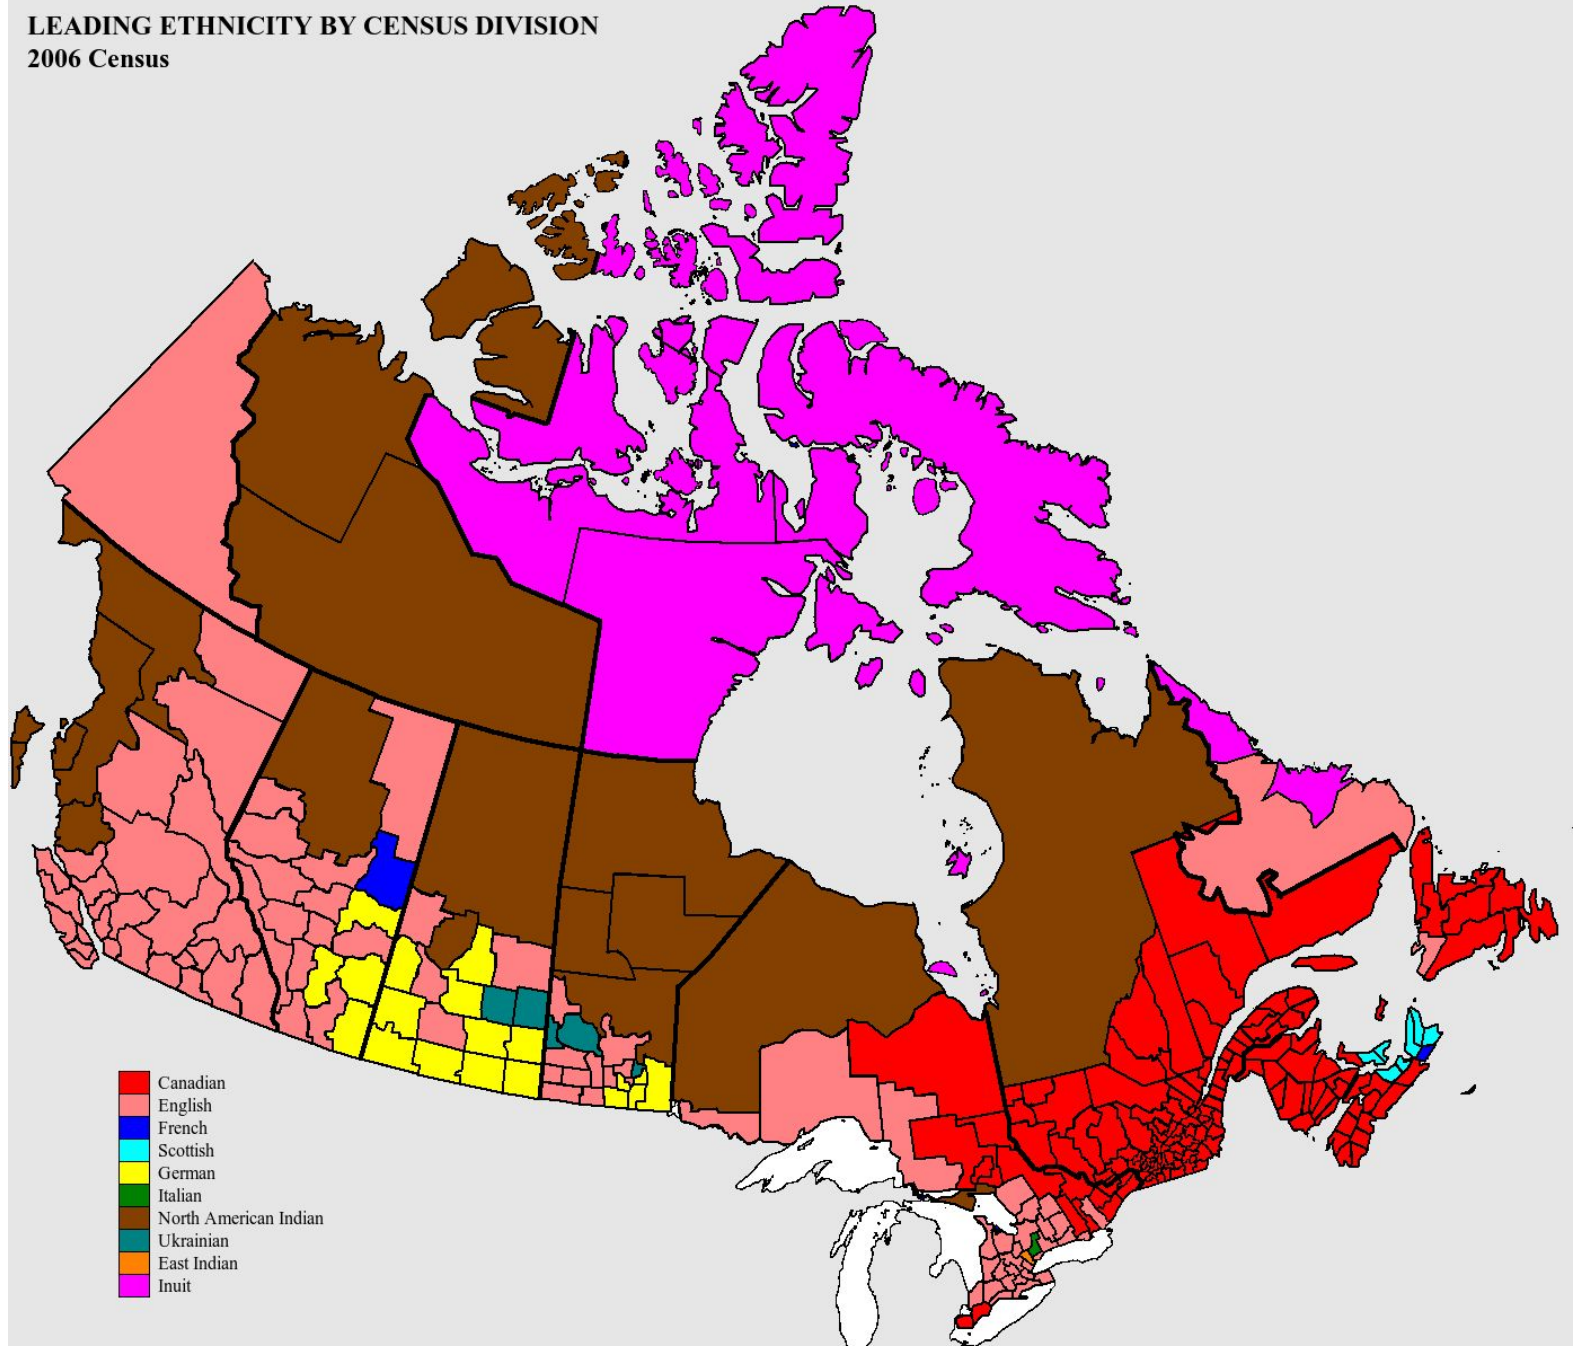 LEADING ETHNICITY BY CENSUS DIVISION
2006 Census
Canadian
English
French
Scottish
German
Italian
North American Indian
Ukrainian
East Indian
Inuit